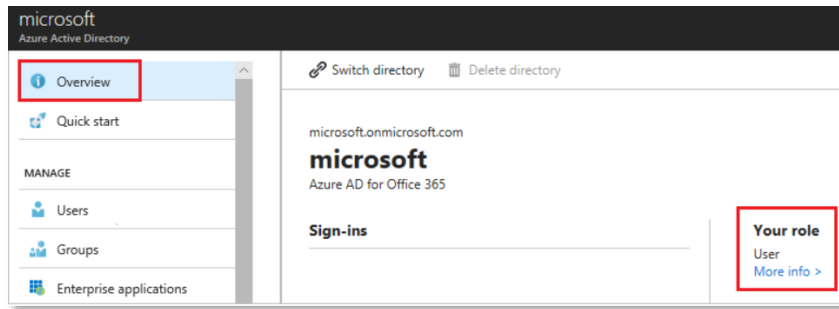 microsoft
Azure Active Directory
Overview
Quick start
MANAGE
Users
Groups
Enterprise applications
Switch directory
Delete directory
microsoft.onmicrosoft.com
microsoft
Azure AD for Office 365
Sign-ins
Your role
User
More info >